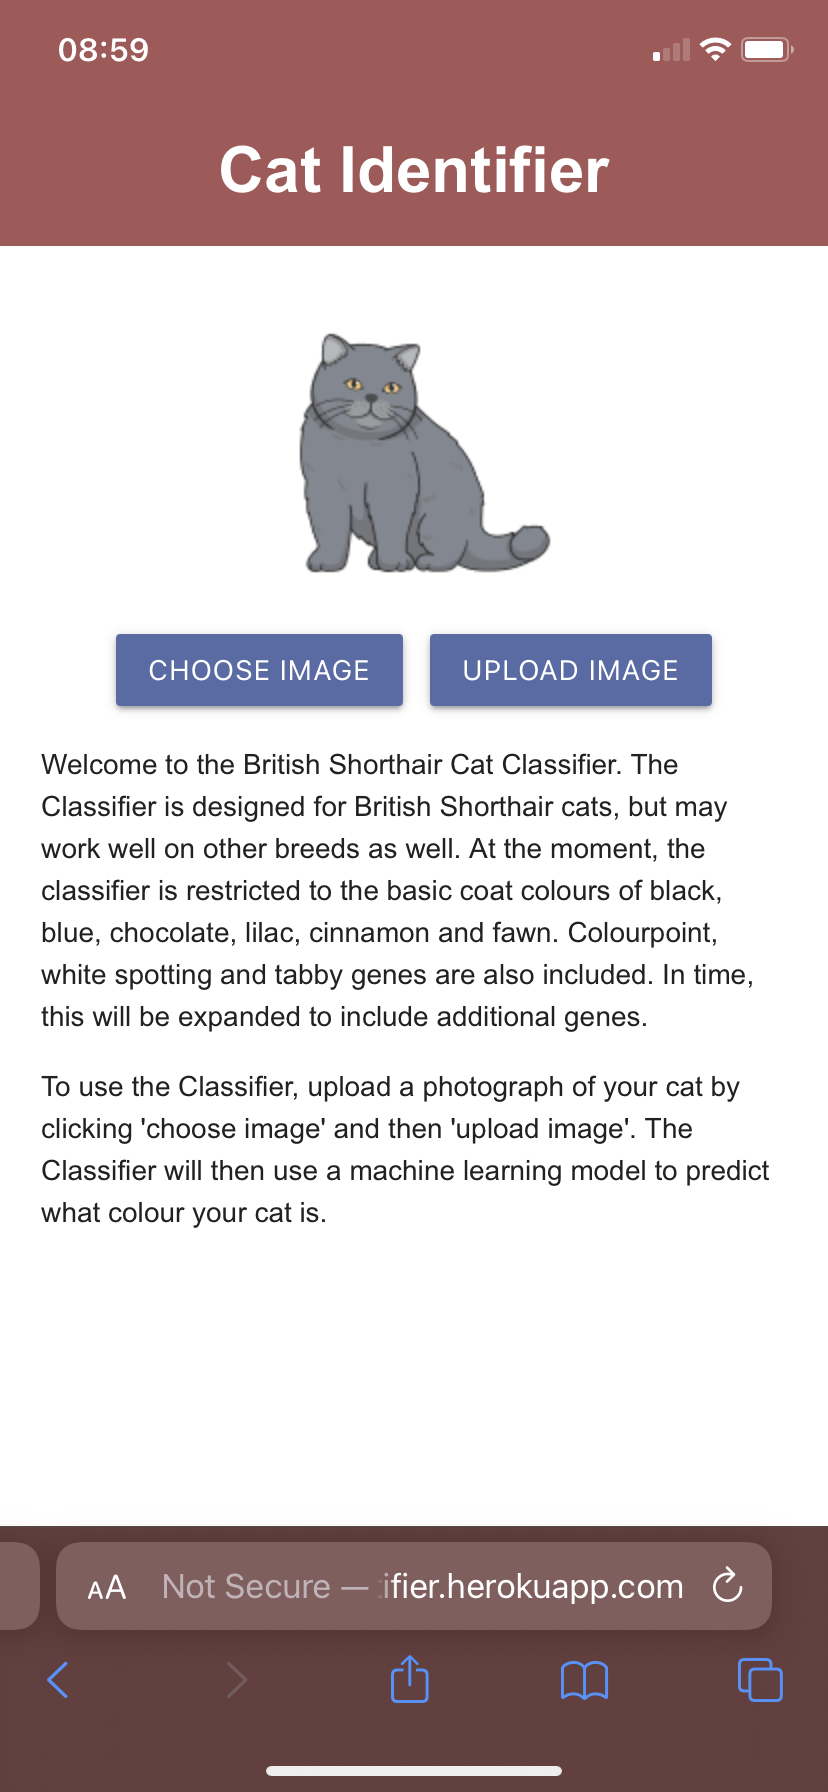 08:59
Cat Identifier
CHOOSE IMAGE UPLOAD IMAGE
Welcome to the British Shorthair Cat Classifier. The
Classifier is designed for British Shorthair cats, but may
work well on other breeds as well. At the moment, the
classifier is restricted to the basic coat colours of black,
blue, chocolate, lilac, cinnamon and fawn. Colourpoint,
white spotting and tabby genes are also included. In time,
this will be expanded to include additional genes.
To use the Classifier, upload a photograph of your cat by
clicking 'choose image' and then 'upload image'. The
Classifier will then use a machine learning model to predict
what colour your cat is.
AA Not Secure — ifier.herokuapp.com